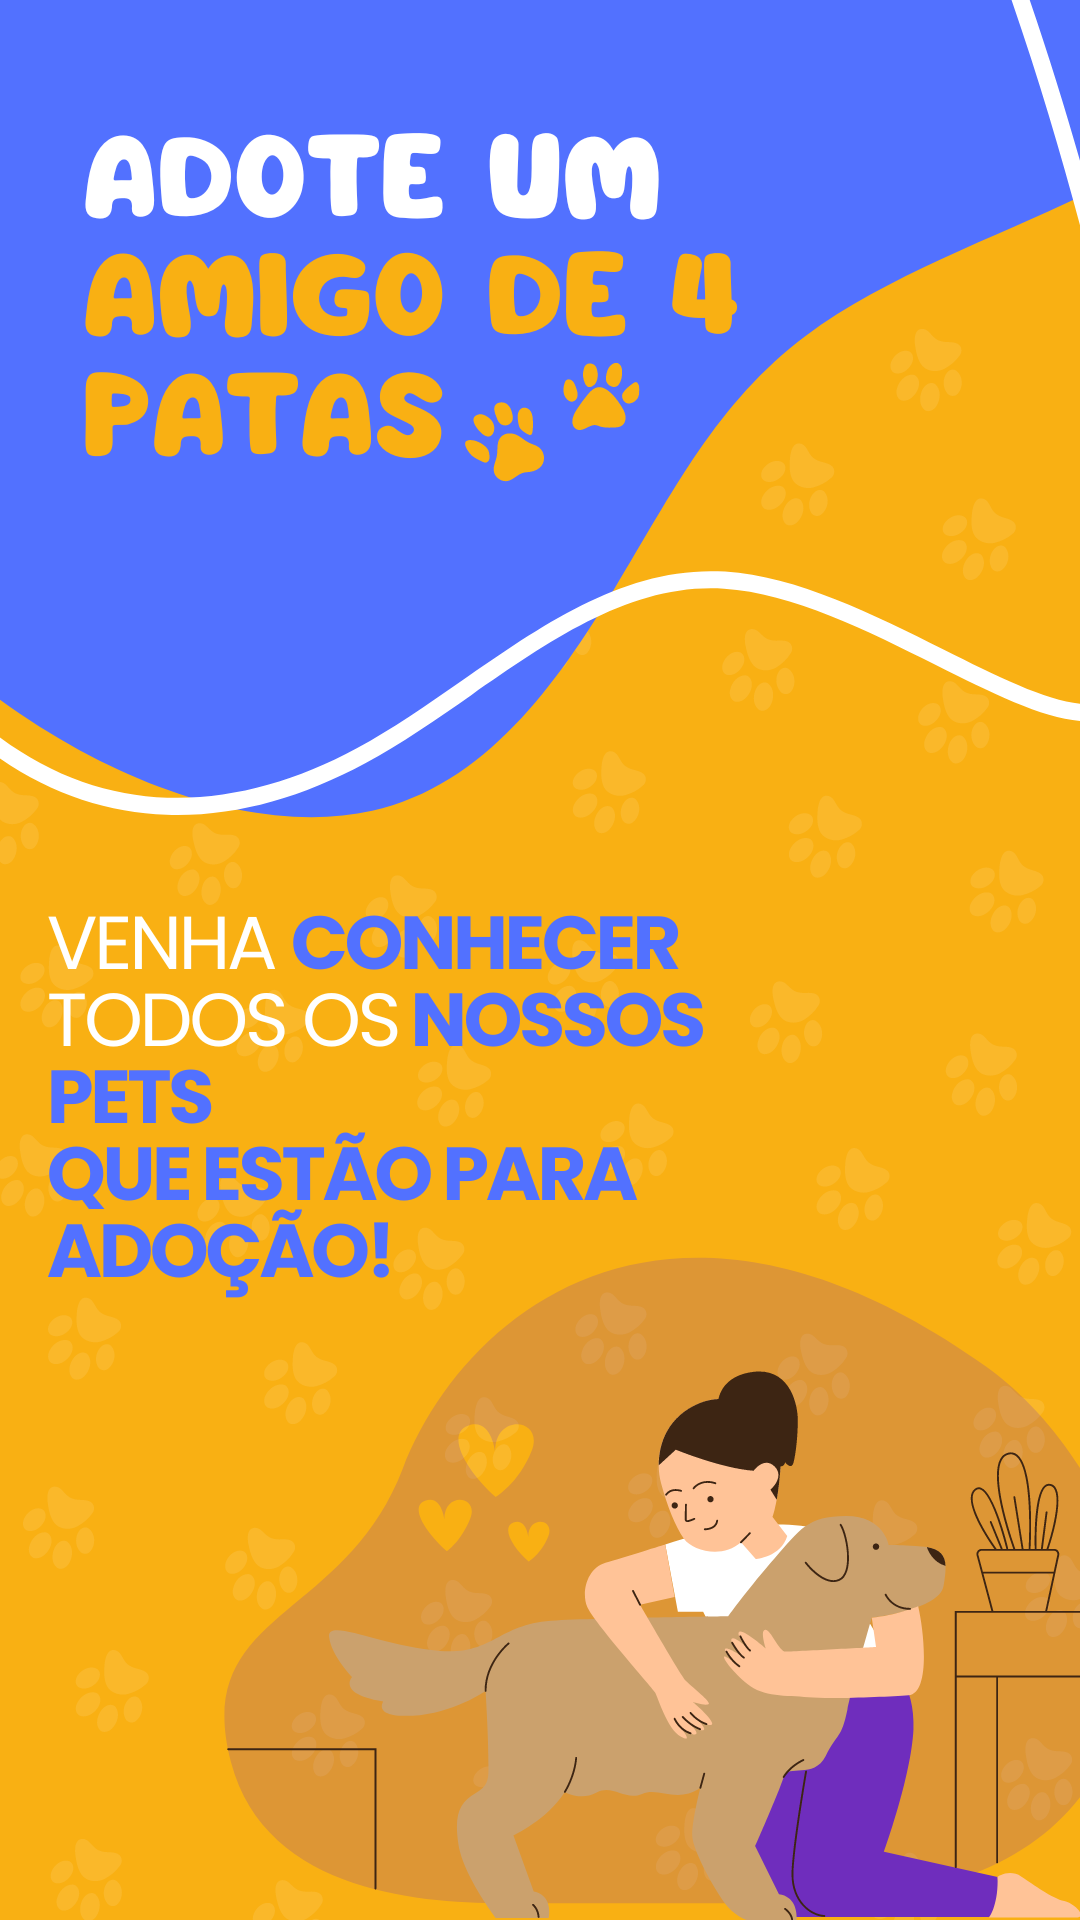 ADOTE UM
AMIGO DE 4
PATAS
VENHA CONHECER
TODOS OS NOSSOS
PETS
QUE ESTÃO PARA
ADOÇÃO!